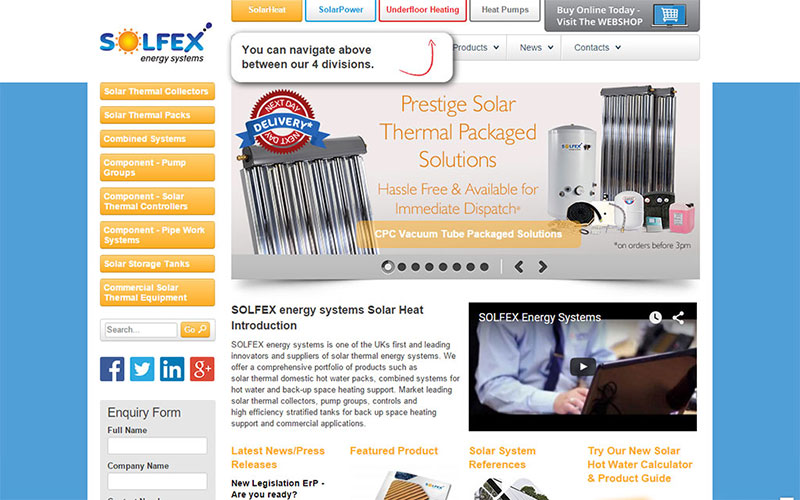 SolarHeat
SolarPower
Underfloor Heating
Heat Pumps
Buy Online Today -
Visit The WEBSHOP
SOLFEX
energy systems
You can navigate above
between our 4 divisions.
Products
News
Contacts
Solar Thermal Collectors
Solar Thermal Packs
Combined Systems
Component - Pump
Groups
Component - Solar
Thermal Controllers
Component - Pipe Work
Systems
Solar Storage Tanks
Commercial Solar
Thermal Equipment
Search...
Go
NEXT DAY
DELIVERY*
NEXT DAY
Prestige Solar
Thermal Packaged
Solutions
Hassle Free & Available for
Immediate Dispatch*
CPC Vacuum Tube Packaged Solutions
SOLFEX
*on orders before 3pm
SOLFEX energy systems Solar Heat
Introduction
SOLFEX energy systems is one of the UKs first and leading
innovators and suppliers of solar thermal energy systems. We
offer a comprehensive portfolio of products such as
solar thermal domestic hot water packs, combined systems for
hot water and back-up space heating support. Market leading
solar thermal collectors, pump groups, controls and
high efficiency stratified tanks for back up space heating
support and commercial applications.
SOLFEX Energy Systems
Enquiry Form
Full Name
Company Name
Latest News/Press
Releases
New Legislation ErP -
Are you ready?
Featured Product
Solar System
References
Try Our New Solar
Hot Water Calculator
& Product Guide